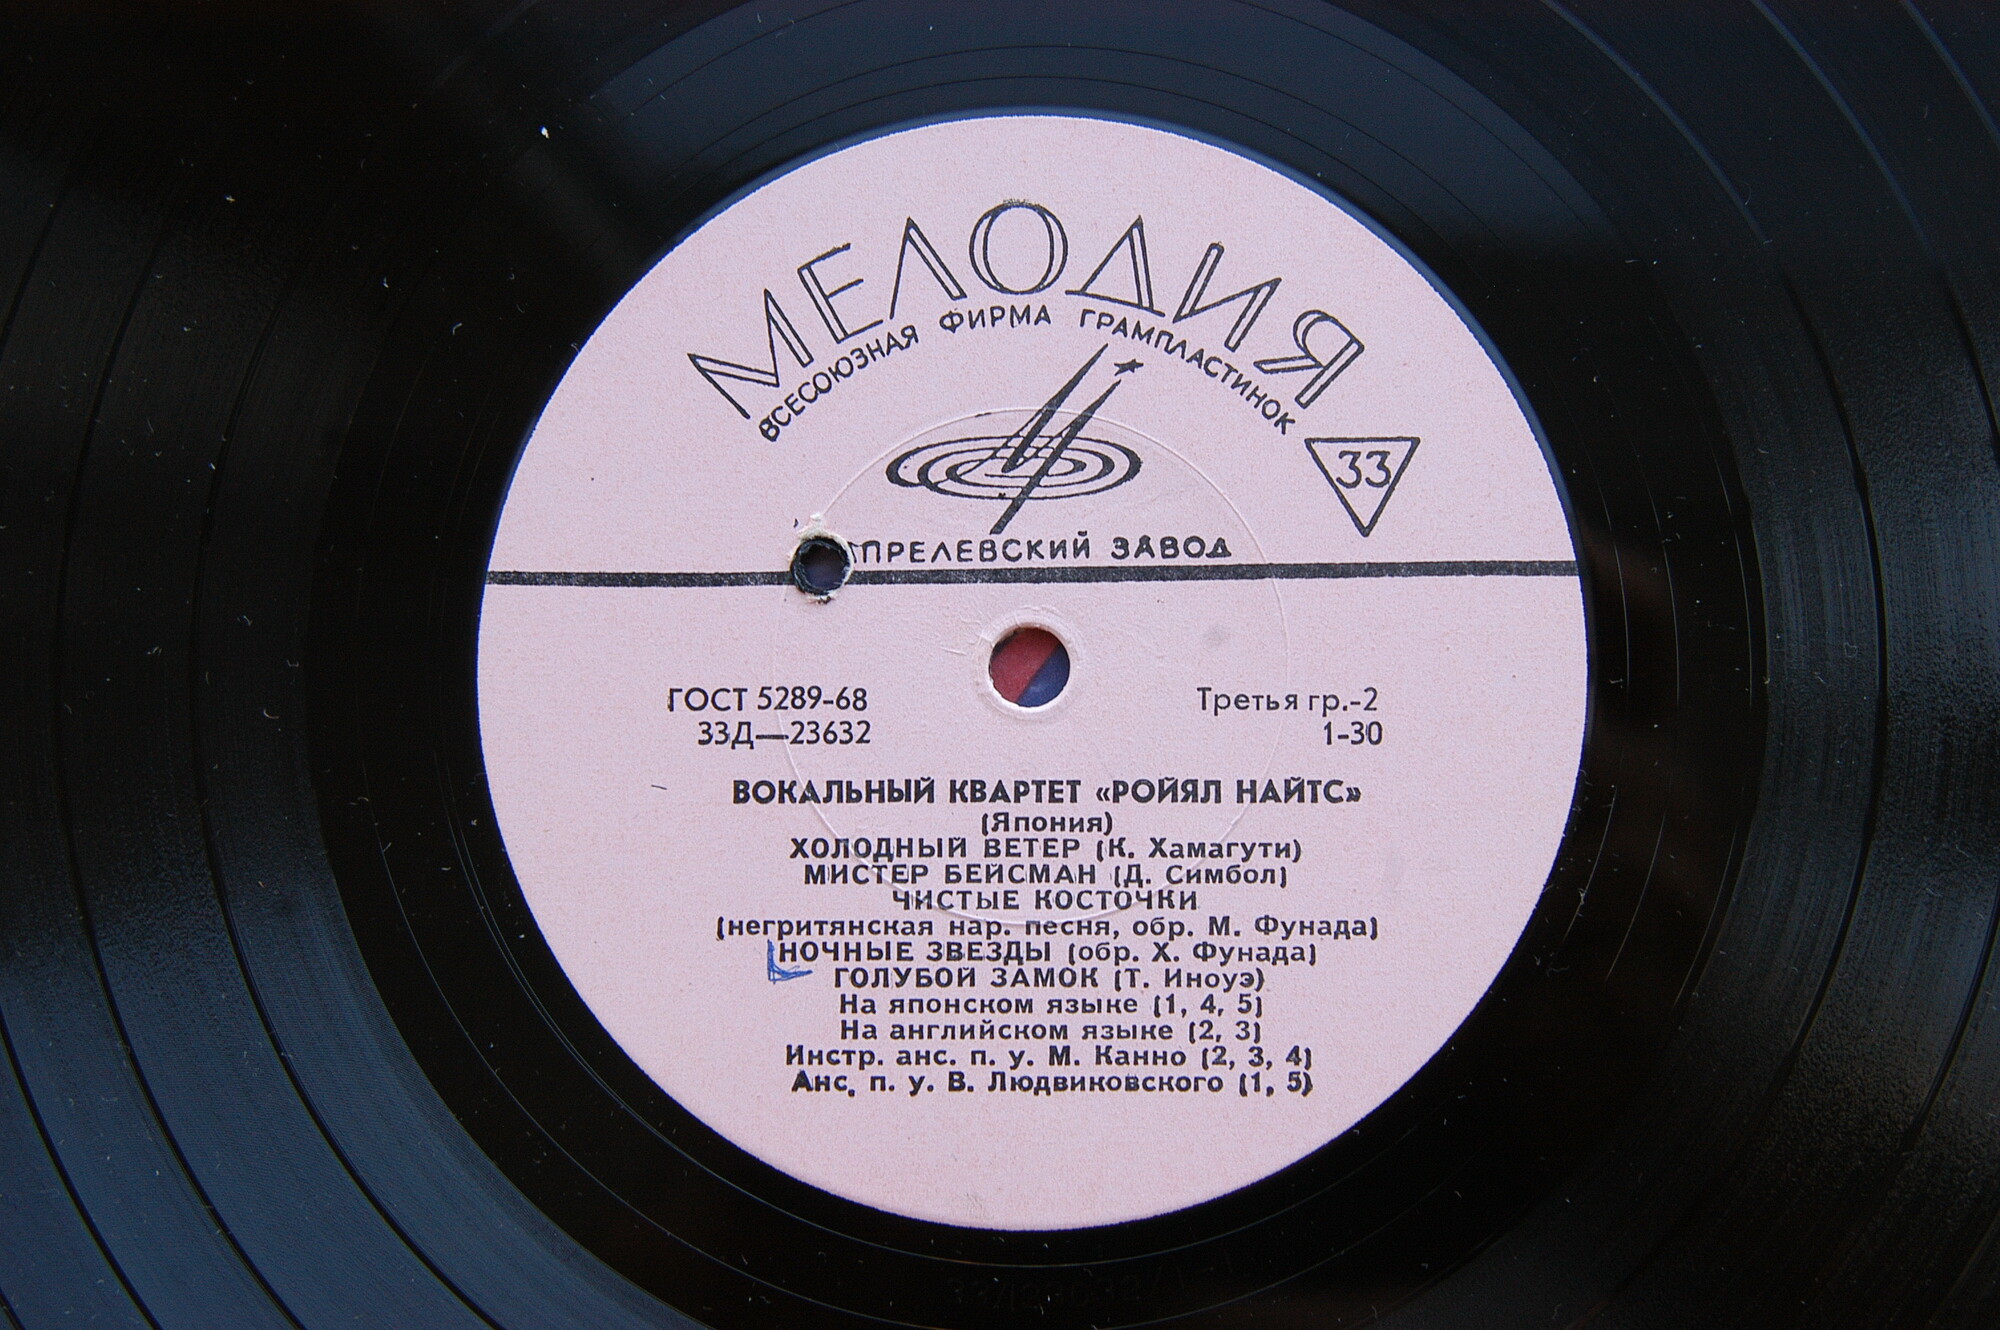 МЕЛОДИЯ
ВСЕСОЮЗНАЯ ФИРМА ГРАМПЛАСТИНОК
33
ПРЕЛЕВСКИЙ ЗАВОД
ГОСТ 5289-68
33Д—23632
Третья гр.-2
1-30
ВОКАЛЬНЫЙ КВАРТЕТ «РОЙЯЛ НАЙТС»
(Япония)
ХОЛОДНЫЙ ВЕТЕР (К. Хамагути)
МИСТЕР БЕЙСМАН (Д. Симбол)
ЧИСТЫЕ КОСТОЧКИ
(негритянская нар. песня, обр. М. Фунада)
НОЧНЫЕ ЗВЕЗДЫ (обр. Х. Фунада)
ГОЛУБОЙ ЗАМОК (Т. Иноуэ)
На японском языке (1, 4, 5)
На английском языке (2, 3)
Инстр. анс. п. у. М. Канно (2, 3, 4)
Анс. п. у. В. Людвиковского (1, 5)